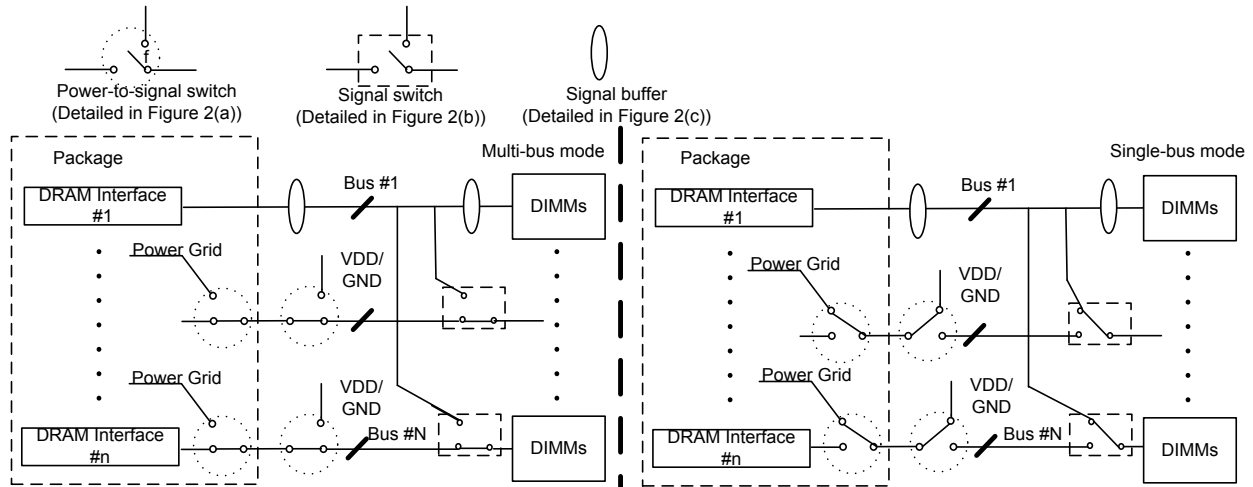 f
Power-to-signal switch
(Detailed in Figure 2(a))
Signal switch
(Detailed in Figure 2(b))
Signal buffer
(Detailed in Figure 2(c))
Package
Multi-bus mode
DRAM Interface
#1
Bus #1
DIMMs
Power Grid
VDD/
GND
Power Grid
VDD/
GND
DRAM Interface
#n
Bus #N
DIMMs
Package
Single-bus mode
DRAM Interface
#1
Bus #1
DIMMs
Power Grid
VDD/
GND
Power Grid
VDD/
GND
DRAM Interface
#n
Bus #N
DIMMs